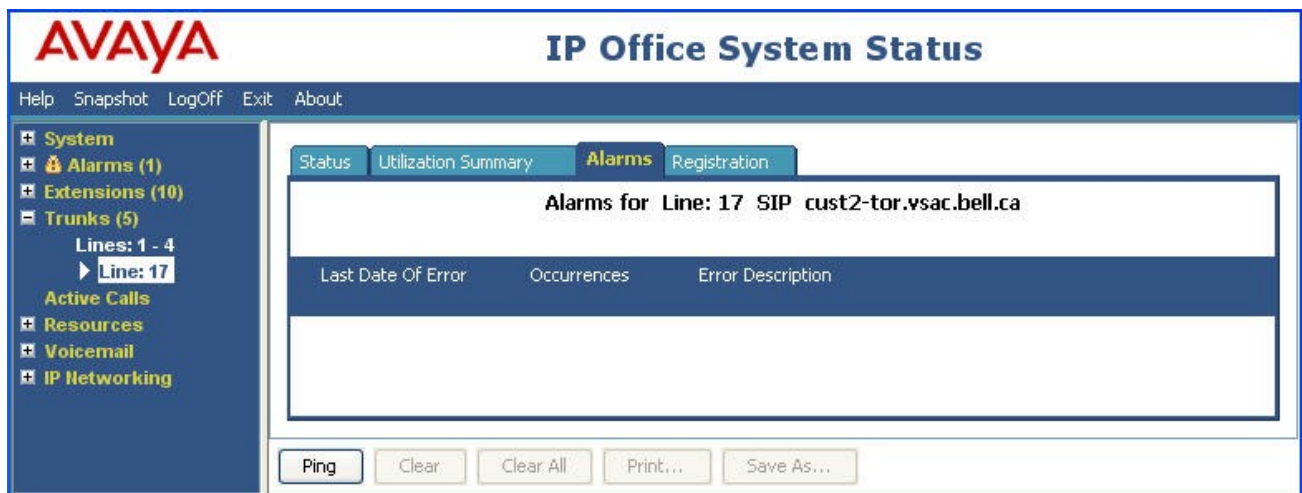 AVAYA
IP Office System Status
Help Snapshot LogOff Exit About
System
Alarms (1)
Extensions (10)
Trunks (5)
Lines: 1 - 4
Line: 17
Active Calls
Resources
Voicemail
IP Networking
Status Utilization Summary Alarms Registration
Alarms for Line: 17 SIP cust2-tor.vsac.bell.ca
Last Date Of Error Occurrences Error Description
Ping Clear Clear All Print... Save As...